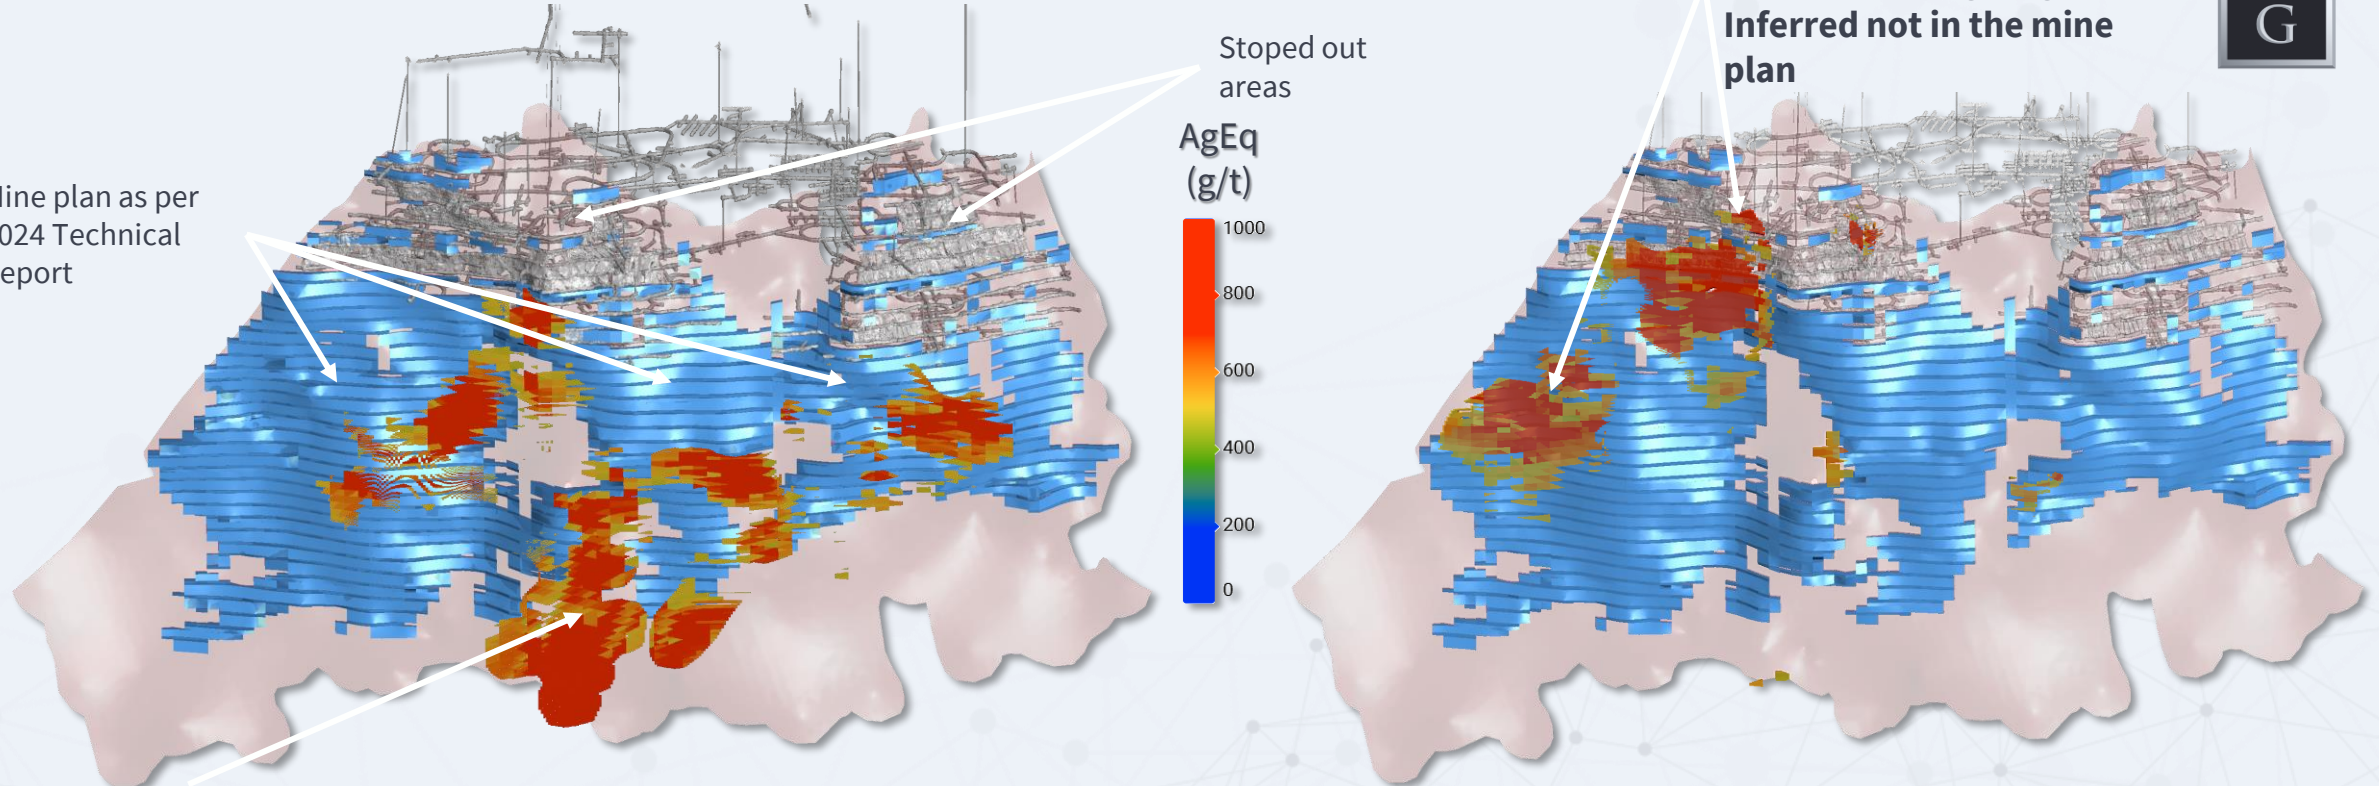 Stoped out
areas
AgEq
(g/t)
1000
800
600
400
200
0
ine plan as per
024 Technical
eport
Inferred not in the mine
plan
G